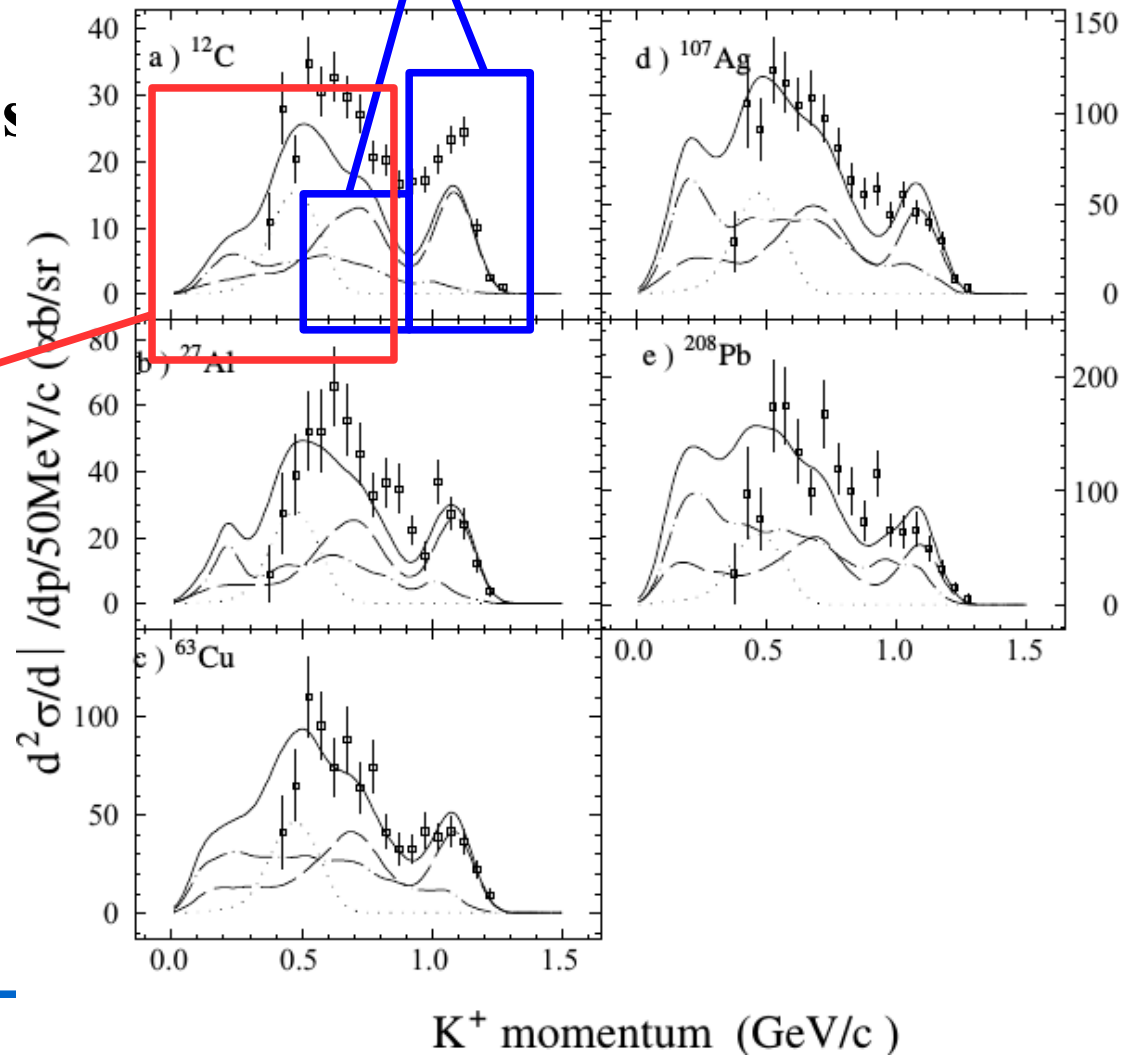 s
40
30
20
10
0
a ) ¹²C
150
100
50
0
d ) ¹⁰⁷Ag
80
60
40
20
0
b ) ²⁷Al
200
100
0
e ) ²⁰⁸Pb
0.0 0.5 1.0 1.5
100
50
0
c ) ⁶³Cu
0.0 0.5 1.0 1.5
d²σ/d| /dp/50MeV/c (∝b/sr )
K⁺ momentum (GeV/c )